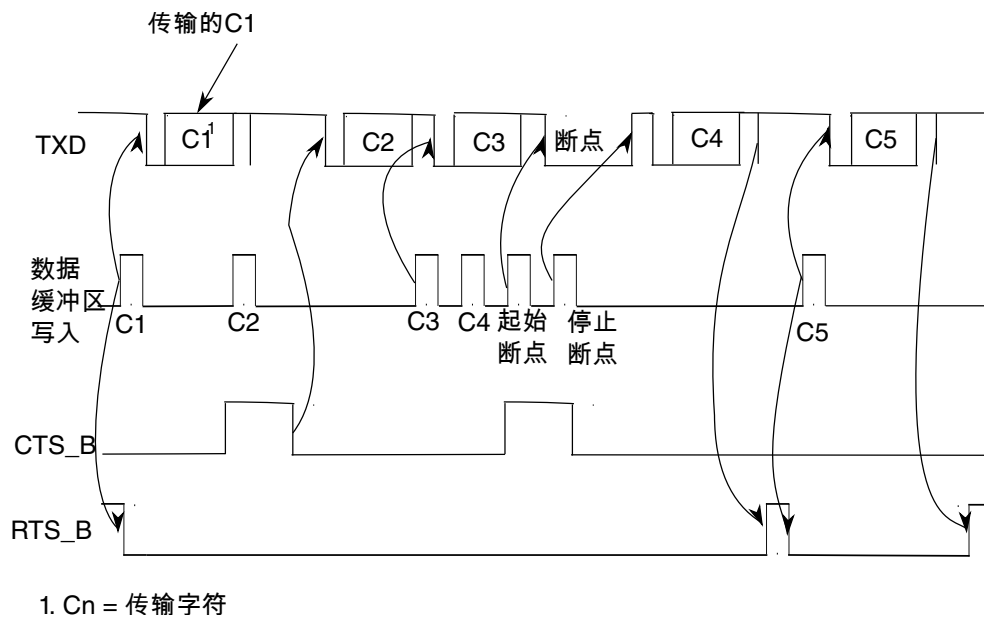 传输的C1
TXD
C1¹
C2
C3
断点
C4
C5
数据
缓冲区
写入
C1
C2
C3
C4
起始
断点
停止
断点
C5
CTS_B
RTS_B
1. Cn = 传输字符